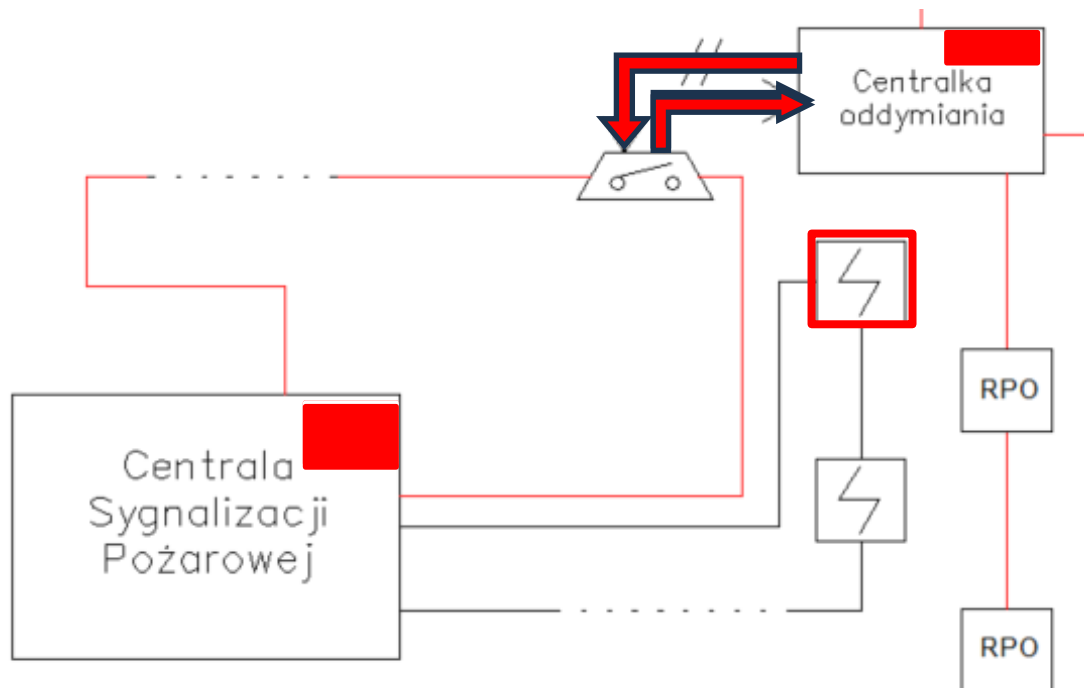 Centralka
oddymiania
RPO
Centrala
Sygnalizacji
Pożarowej
RPO